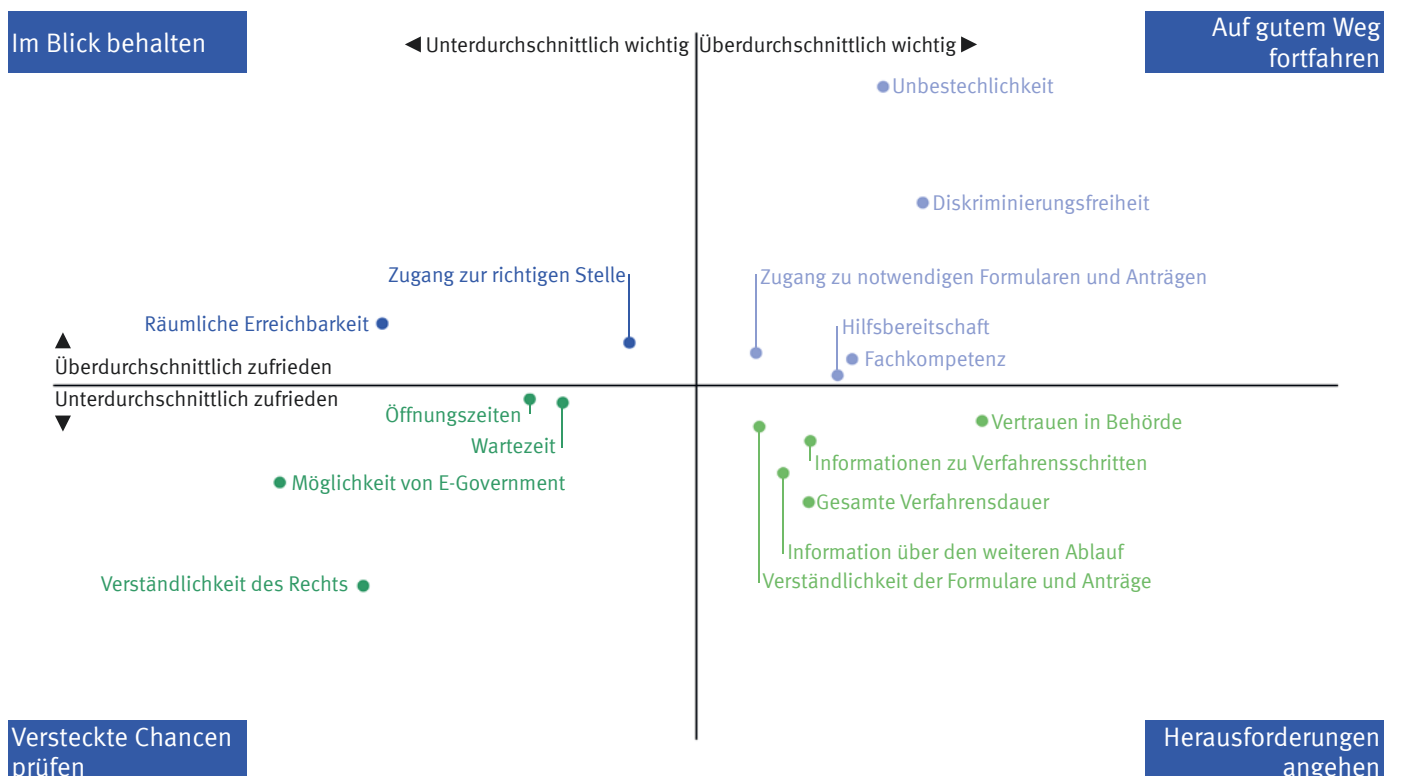 Im Blick behalten
◄ Unterdurchschnittlich wichtig
Überdurchschnittlich wichtig ►
Auf gutem Weg
fortfahren
Unbestechlichkeit
Diskriminierungsfreiheit
Zugang zur richtigen Stelle
Zugang zu notwendigen Formularen und Anträgen
Räumliche Erreichbarkeit
Hilfsbereitschaft
Fachkompetenz
▲
Überdurchschnittlich zufrieden
Unterdurchschnittlich zufrieden
▼
Öffnungszeiten
Wartezeit
Vertrauen in Behörde
Informationen zu Verfahrensschritten
Möglichkeit von E-Government
Gesamte Verfahrensdauer
Information über den weiteren Ablauf
Verständlichkeit des Rechts
Verständlichkeit der Formulare und Anträge
Versteckte Chancen
prüfen
Herausforderungen
angehen